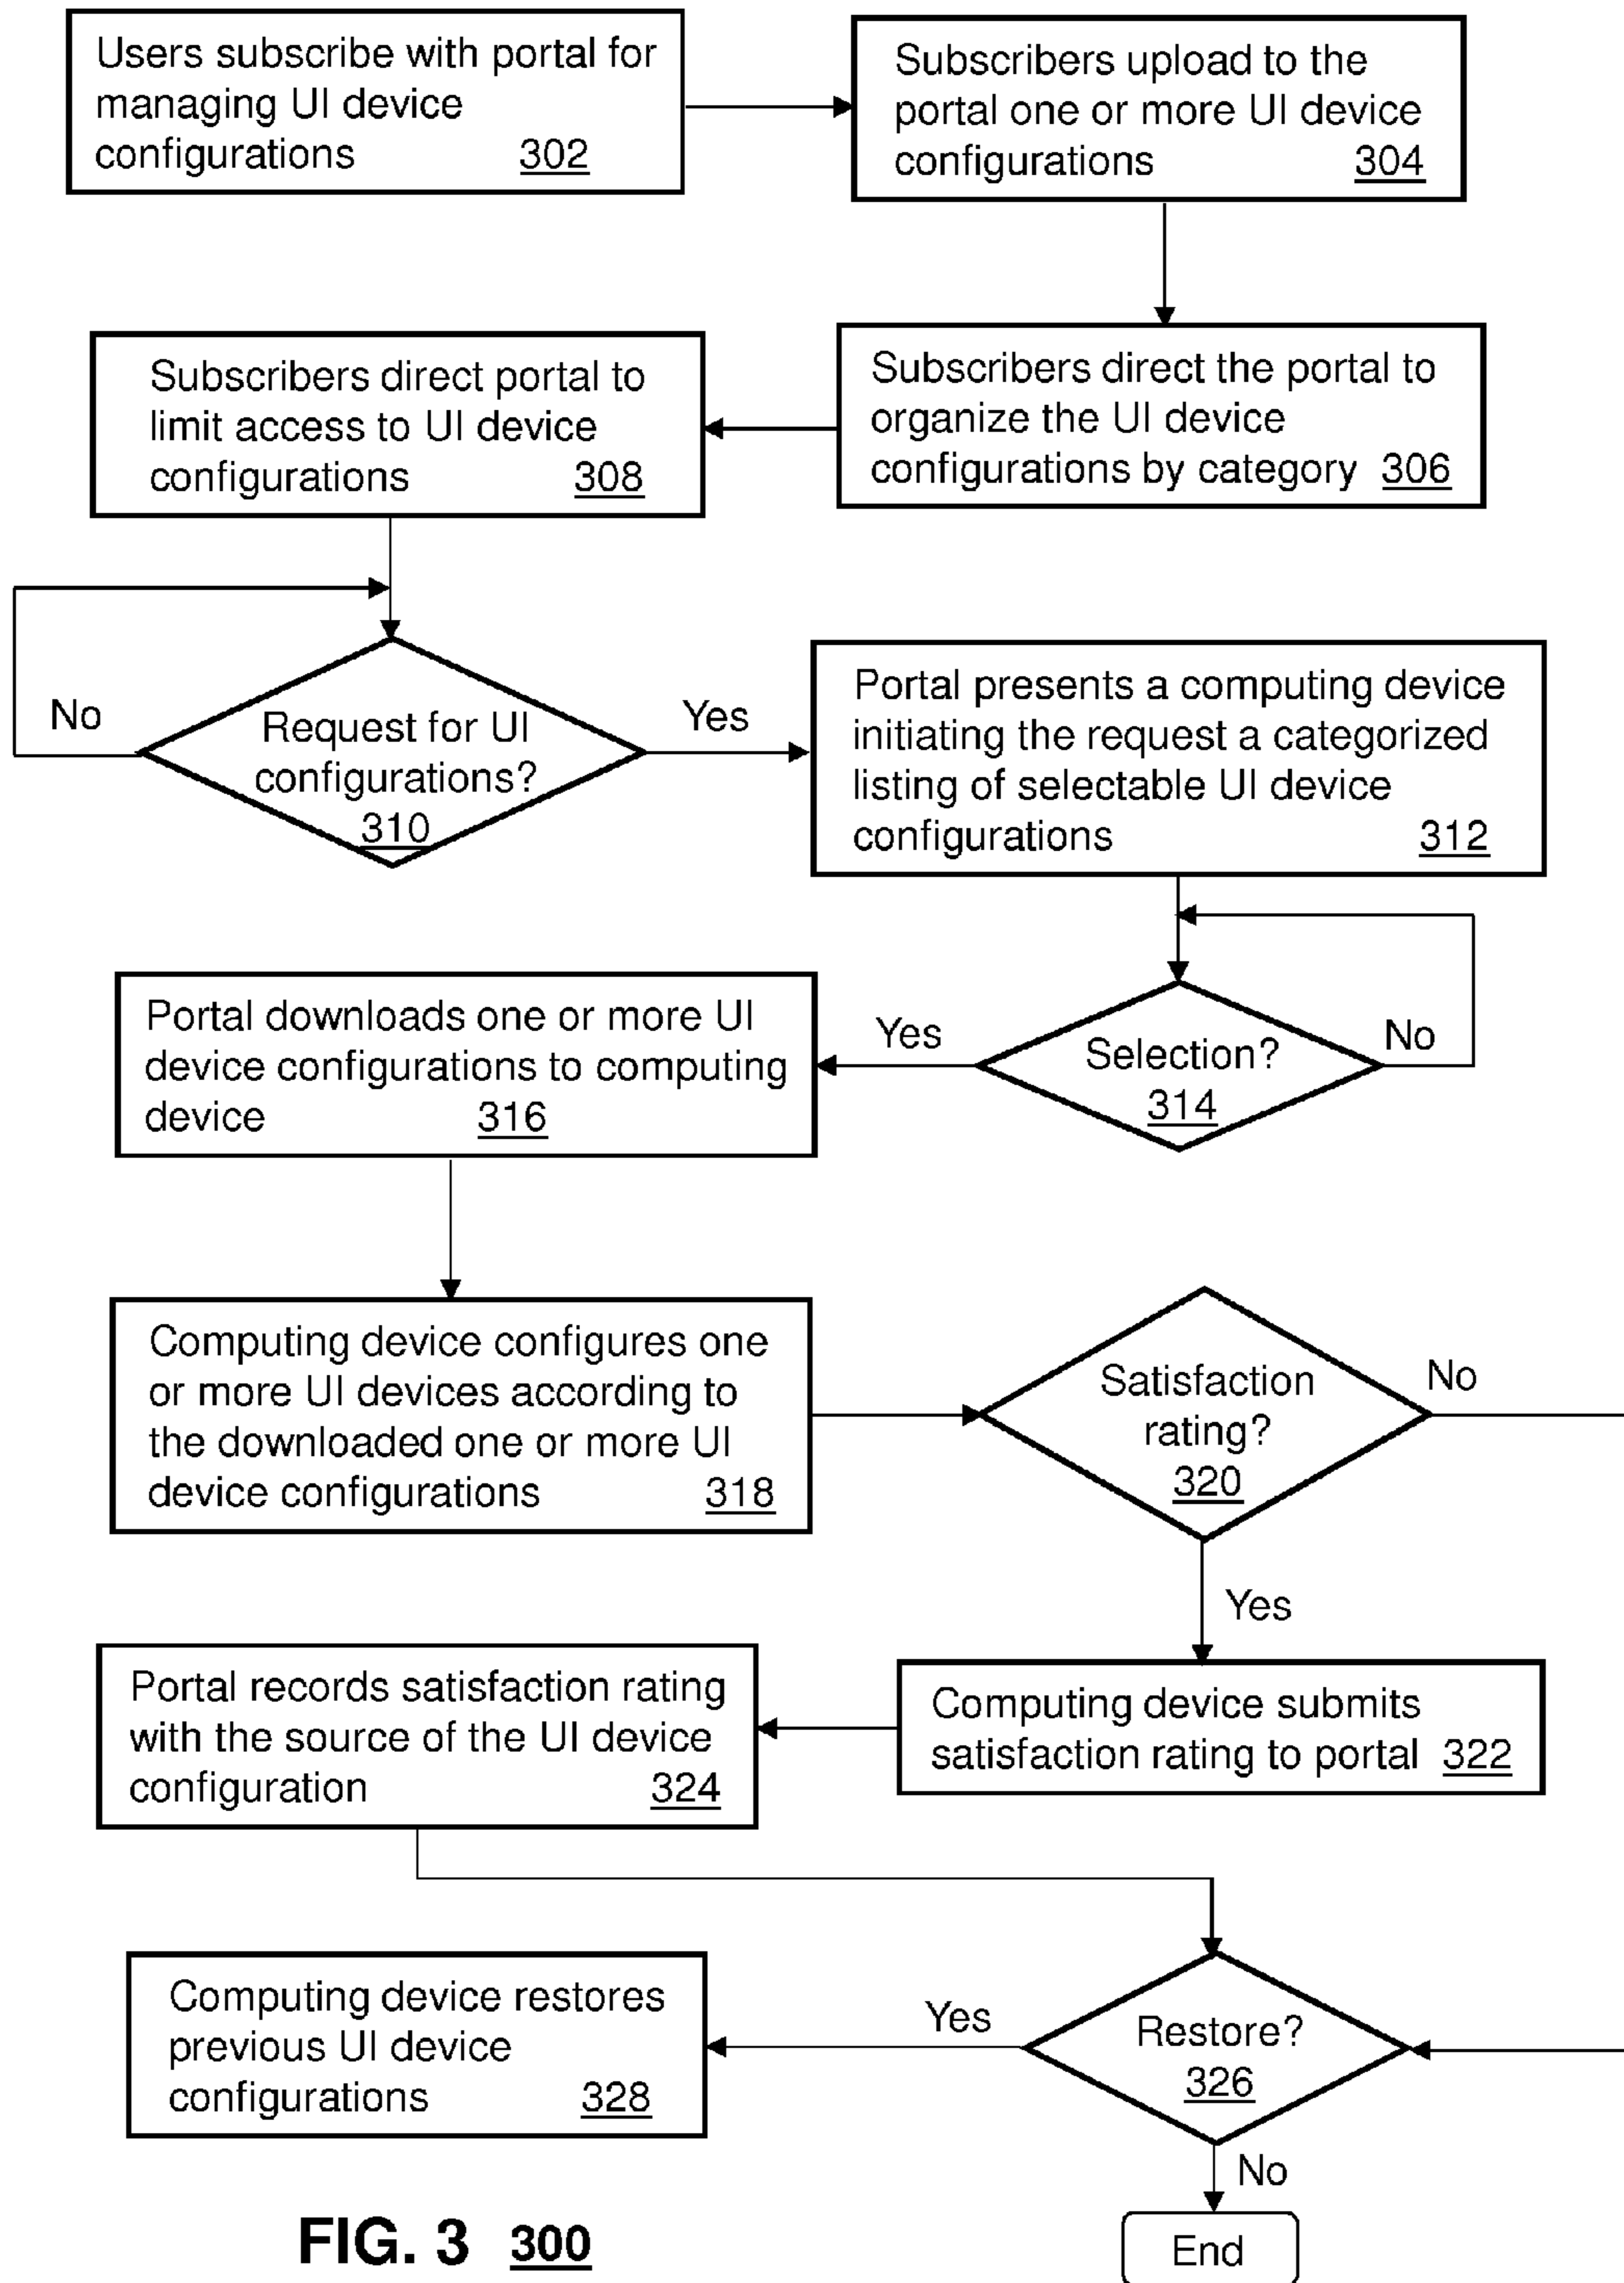 Users subscribe with portal for
managing UI device
configurations 302
Subscribers upload to the
portal one or more UI device
configurations 304
Subscribers direct the portal to
organize the UI device
configurations by category 306
Subscribers direct portal to
limit access to UI device
configurations 308
No
Request for UI
configurations?
310
Yes
Portal presents a computing device
initiating the request a categorized
listing of selectable UI device
configurations 312
Selection?
314
No
Yes
Portal downloads one or more UI
device configurations to computing
device 316
Computing device configures one
or more UI devices according to
the downloaded one or more UI
device configurations 318
Satisfaction
rating?
320
No
Yes
Computing device submits
satisfaction rating to portal 322
Portal records satisfaction rating
with the source of the UI device
configuration 324
Restore?
326
Yes
Computing device restores
previous UI device
configurations 328
No
End
FIG. 3 300